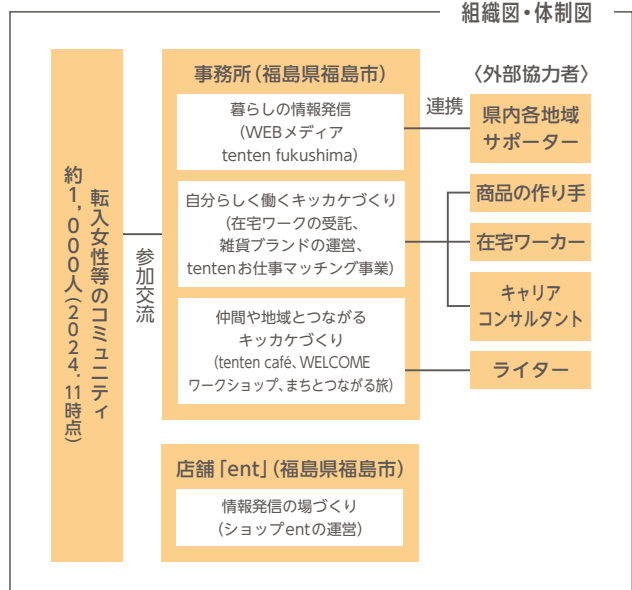 組織図・体制図
転入女性等のコミュニティ
約1,000人(2024.11時点)
参加交流
事務所(福島県福島市)
暮らしの情報発信
(WEBメディア
tenten fukushima)
自分らしく働くキッカケづくり
(在宅ワークの受託、
雑貨ブランドの運営、
tentenお仕事マッチング事業)
仲間や地域とつながる
キッカケづくり
(tenten café、WELCOME
ワークショップ、まちとつながる旅)
店舗「ent」(福島県福島市)
情報発信の場づくり
(ショップentの運営)
連携
〈外部協力者〉
県内各地域
サポーター
商品の作り手
在宅ワーカー
キャリア
コンサルタント
ライター